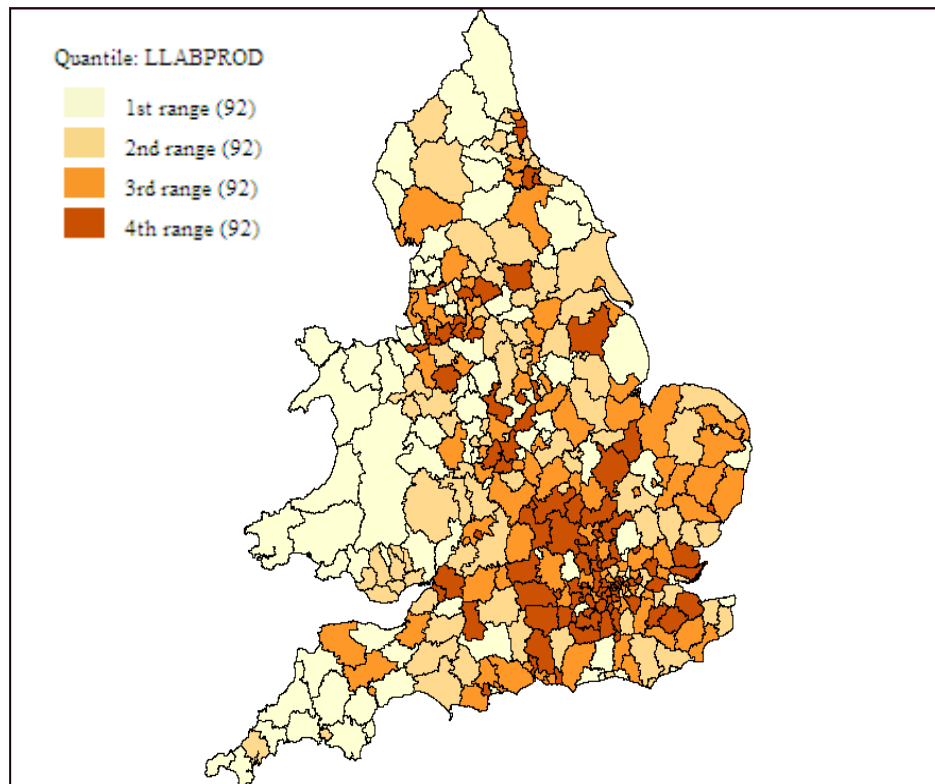 Quantile: LLABPROD
1st range (92)
2nd range (92)
3rd range (92)
4th range (92)